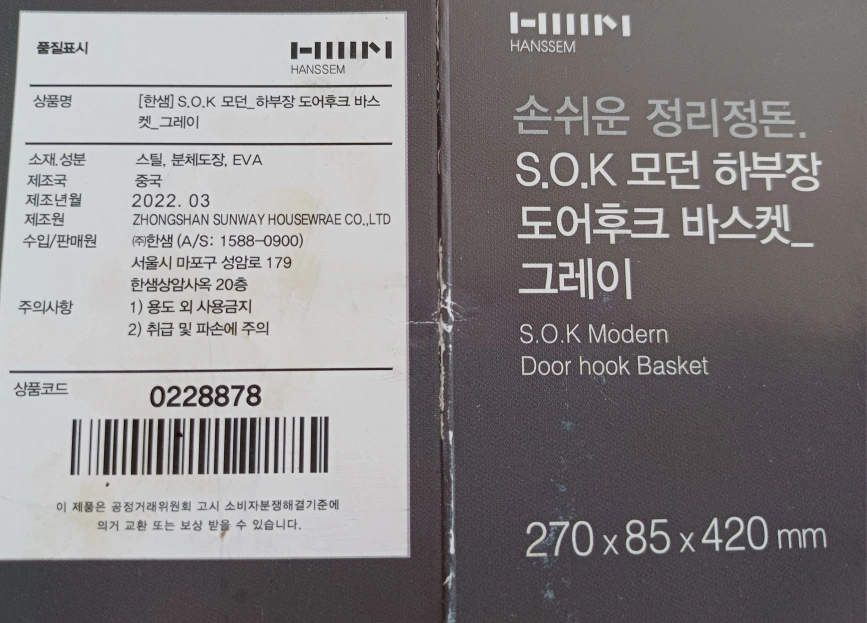 품질표시
HANSSEM
상품명 [한샘] S.O.K 모던_하부장 도어후크 바스
켓_그레이
소재.성분 스틸, 분체도장, EVA
제조국 중국
제조년월 2022. 03
제조원 ZHONGSHAN SUNWAY HOUSEWRAE CO.,LTD
수입/판매원 ㈜한샘 (A/S: 1588-0900)
서울시 마포구 성암로 179
한샘상암사옥 20층
주의사항 1) 용도 외 사용금지
2) 취급 및 파손에 주의
상품코드 0228878
이 제품은 공정거래위원회 고시 소비자분쟁해결기준에
의거 교환 또는 보상 받을 수 있습니다.
HANSSEM
손쉬운 정리정돈.
S.O.K 모던 하부장
도어후크 바스켓_
그레이
S.O.K Modern
Door hook Basket
270 x 85 x 420 mm